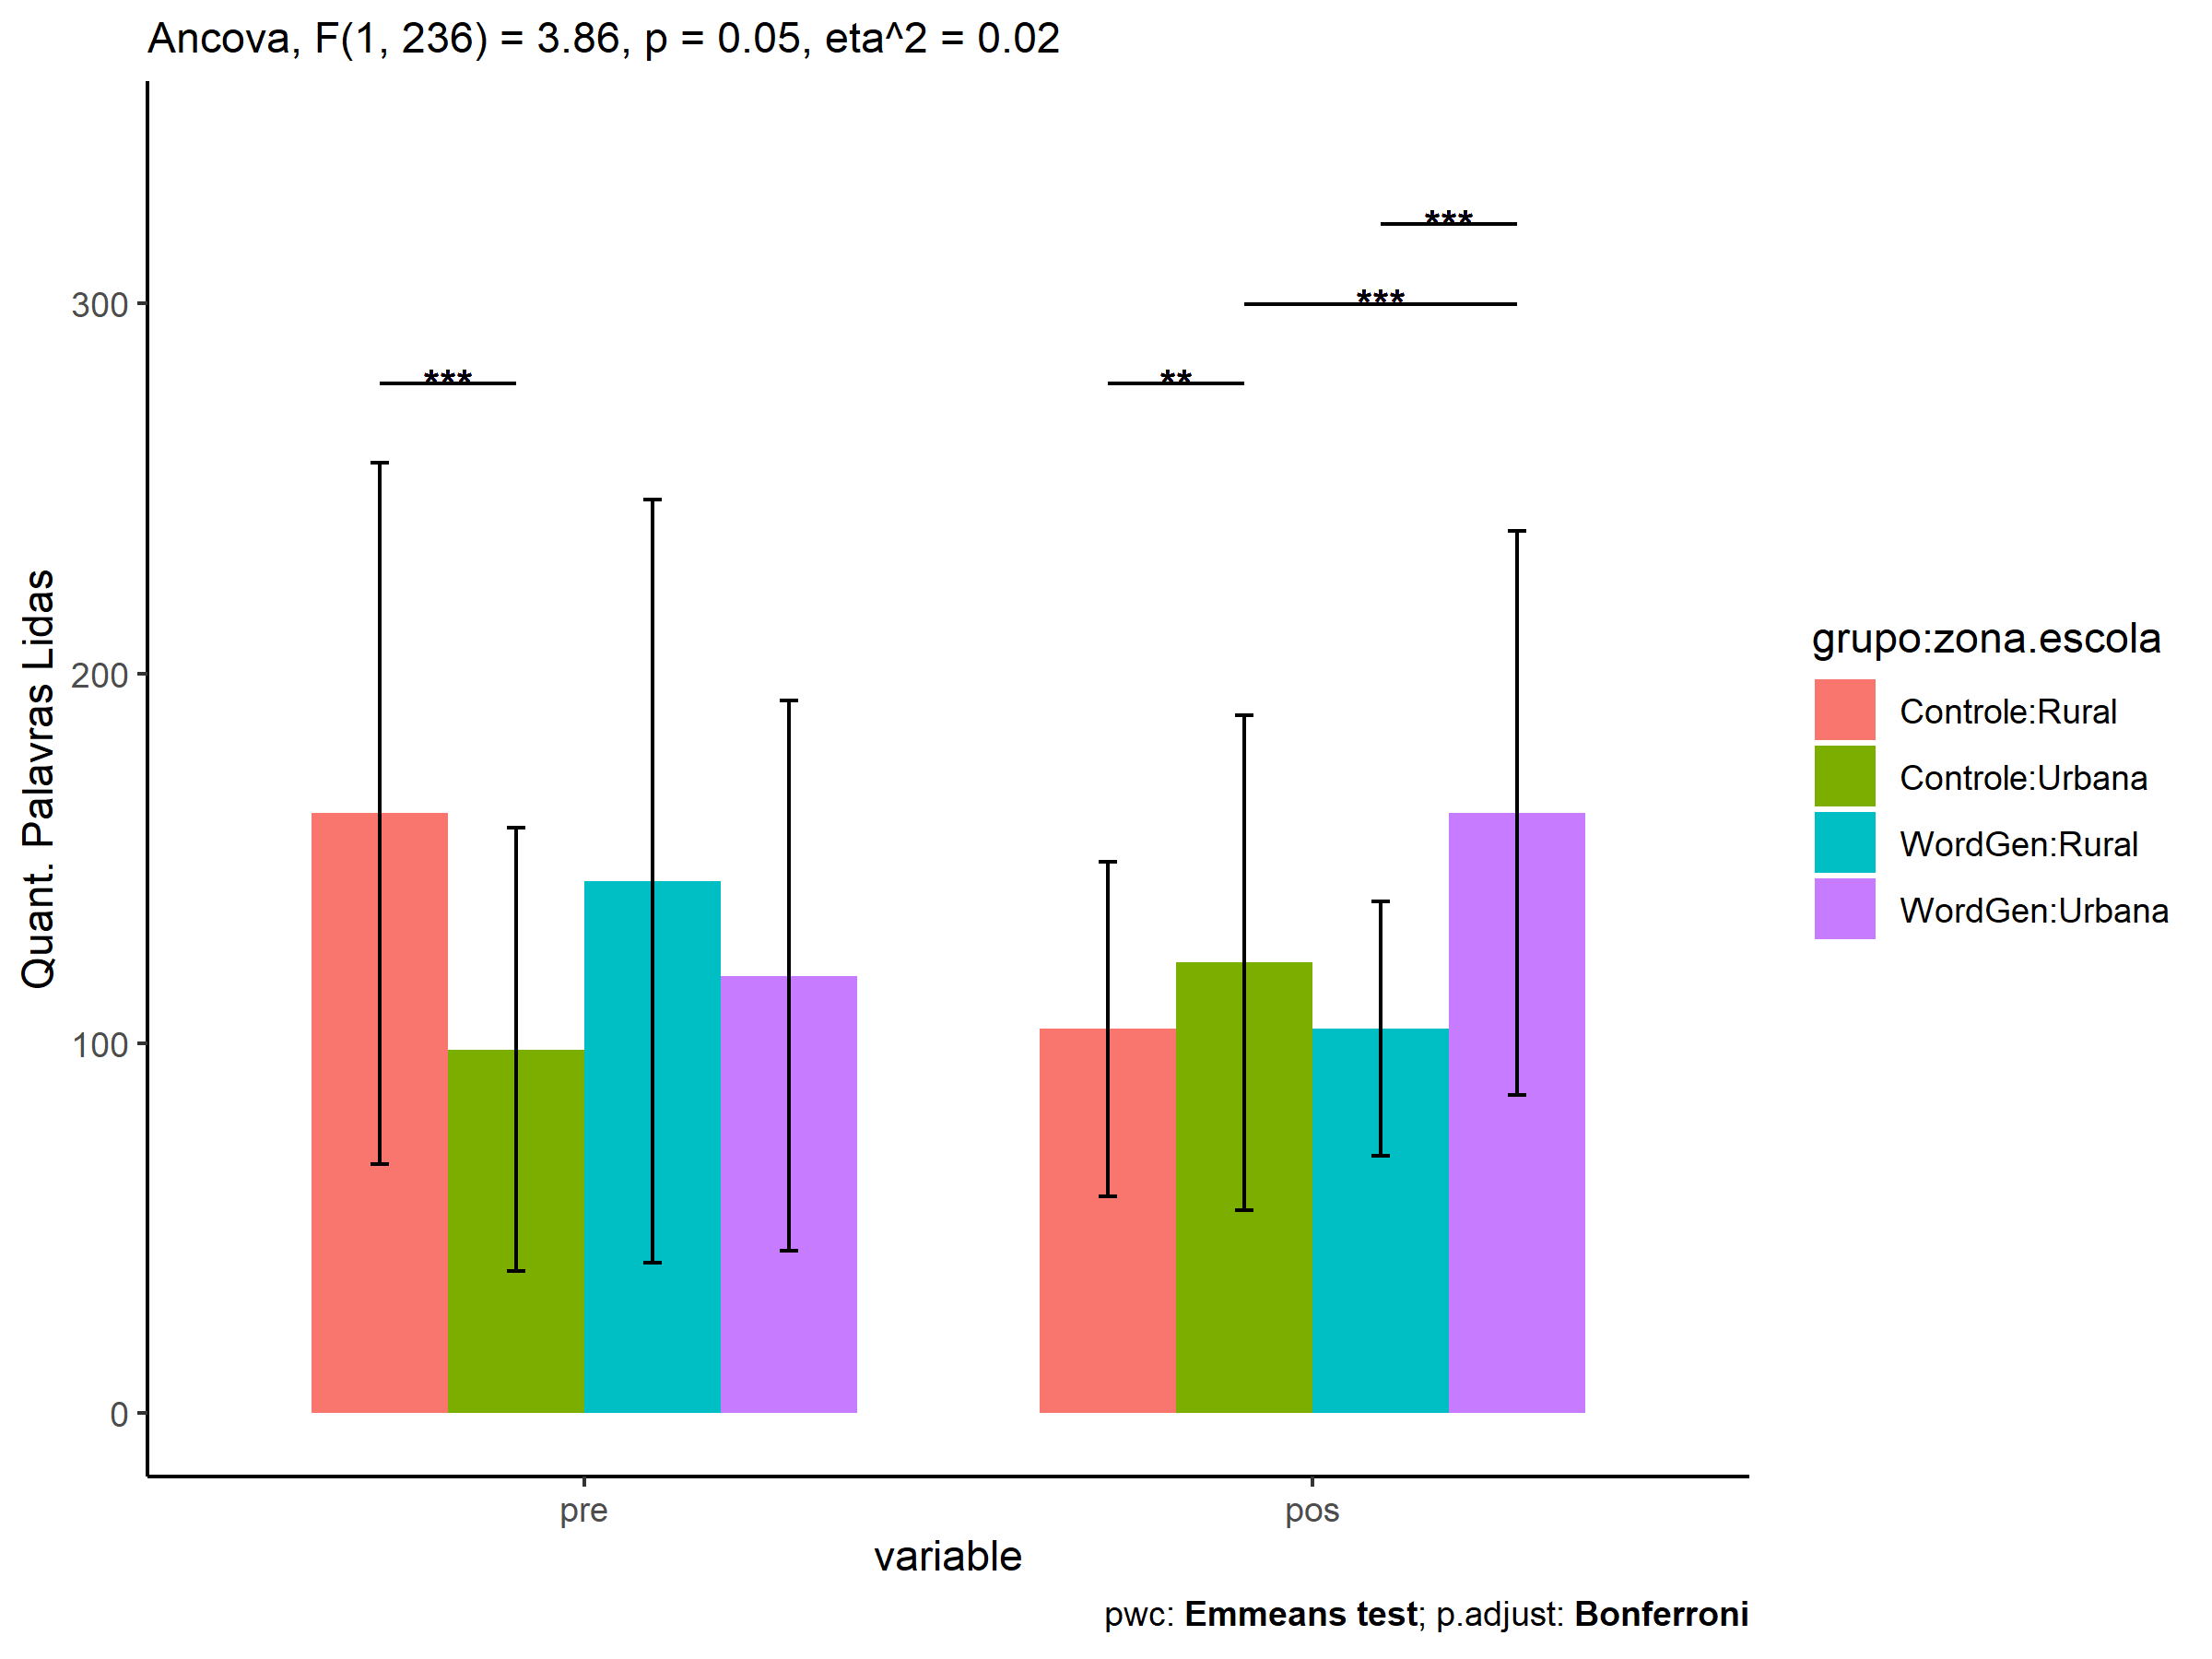 Ancova, F(1, 236) = 3.86, p = 0.05, eta^2 = 0.02
***
300
***
***
**
200
100
0
Quant. Palavras Lidas
pre
pos
variable
grupo:zona.escola
Controle:Rural
Controle:Urbana
WordGen:Rural
WordGen:Urbana
pwc: Emmeans test; p.adjust: Bonferroni